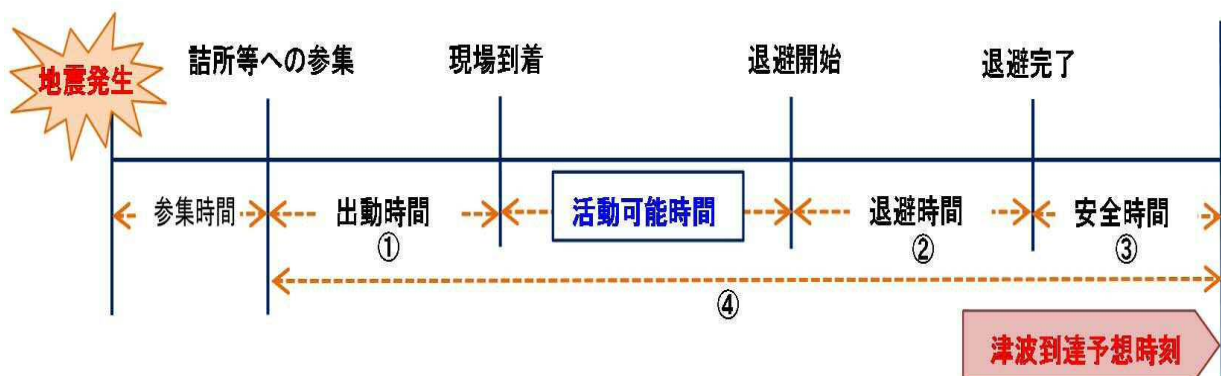 地震発生
詰所等への参集
現場到着
退避開始
退避完了
参集時間
出動時間
①
活動可能時間
退避時間
②
安全時間
③
④
津波到達予想時刻